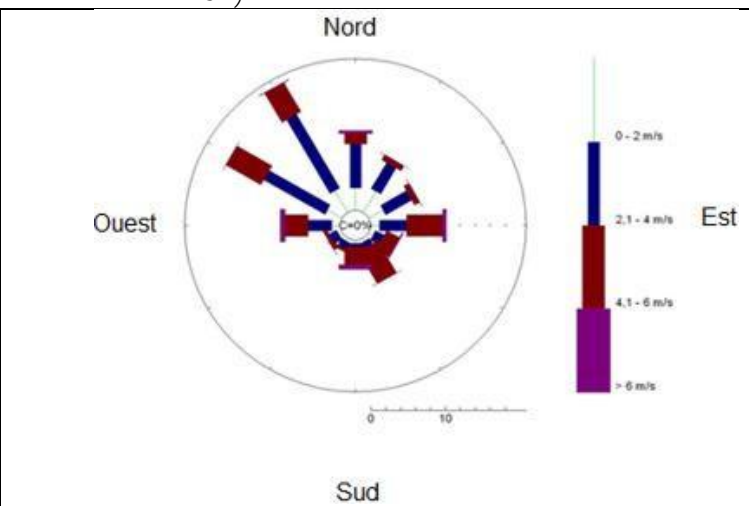 Nord
0 - 2 m/s
C=0%
Ouest
2,1 - 4 m/s
Est
4,1 - 6 m/s
> 6 m/s
0 10
Sud